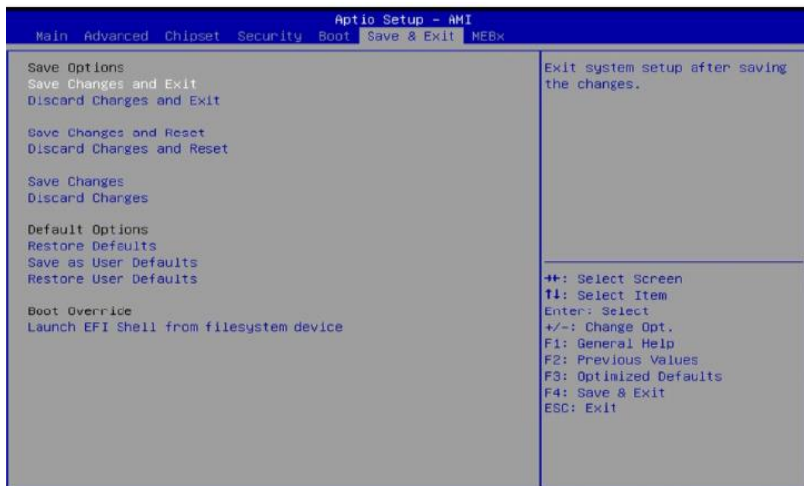 Aptio Setup - AMI
Main Advanced Chipset Security Boot Save & Exit MEBx
Save Options
Save Changes and Exit
Discard Changes and Exit
Save Changes and Reset
Discard Changes and Reset
Save Changes
Discard Changes
Default Options
Restore Defaults
Save as User Defaults
Restore User Defaults
Boot Override
Launch EFI Shell from filesystem device
Exit system setup after saving
the changes.
→←: Select Screen
↑↓: Select Item
Enter: Select
+/-: Change Opt.
F1: General Help
F2: Previous Values
F3: Optimized Defaults
F4: Save & Exit
ESC: Exit